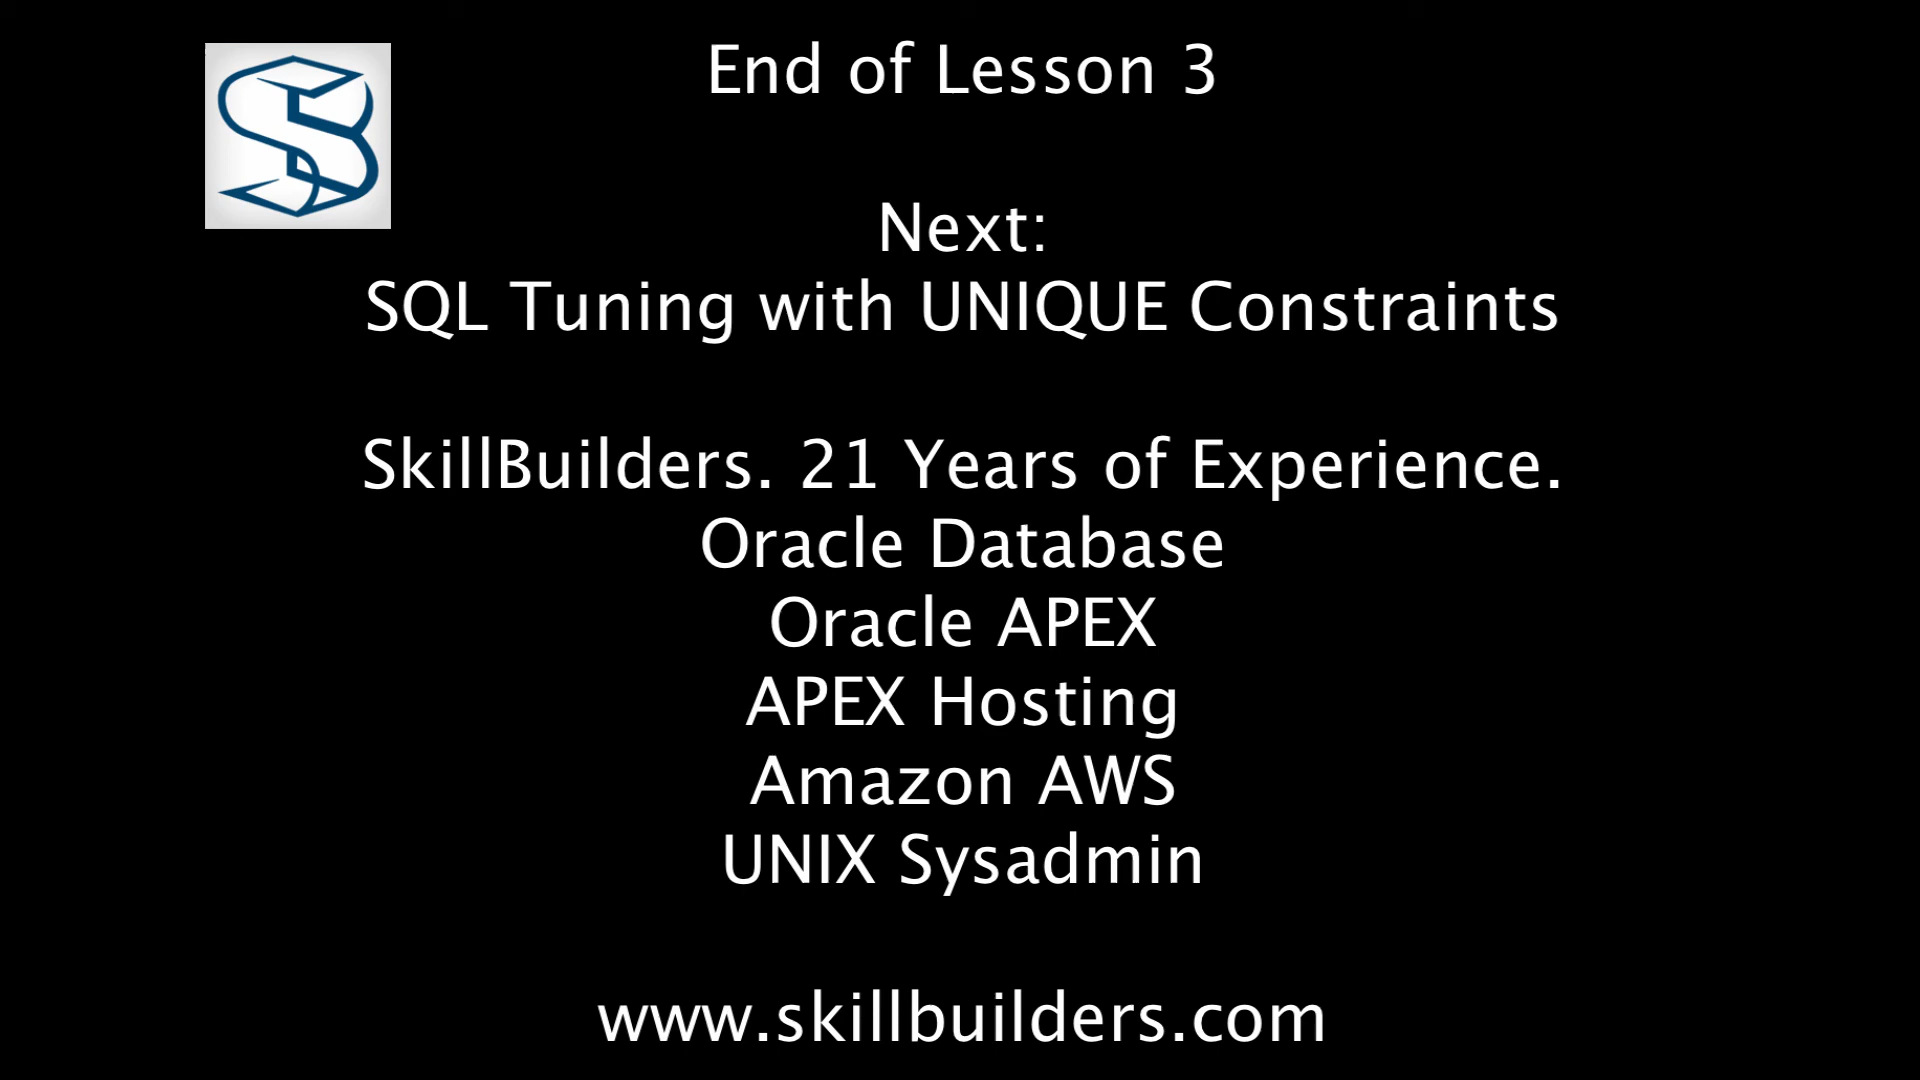 End of Lesson 3
Next:
SQL Tuning with UNIQUE Constraints
SkillBuilders. 21 Years of Experience.
Oracle Database
Oracle APEX
APEX Hosting
Amazon AWS
UNIX Sysadmin
www.skillbuilders.com